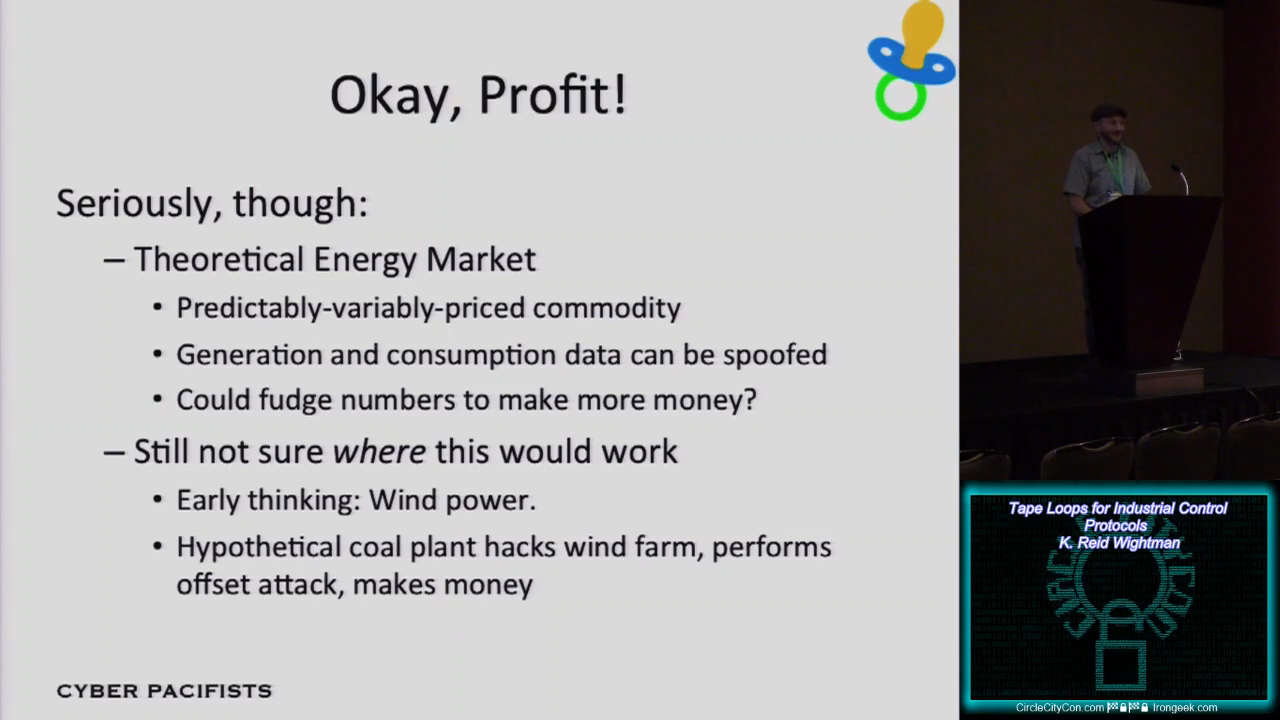 Okay, Profit!
Seriously, though:
– Theoretical Energy Market
• Predictably-variably-priced commodity
• Generation and consumption data can be spoofed
• Could fudge numbers to make more money?
– Still not sure where this would work
• Early thinking: Wind power.
• Hypothetical coal plant hacks wind farm, performs
offset attack, makes money
CYBER PACIFISTS
Tape Loops for Industrial Control
Protocols
K. Reid Wightman
CircleCityCon.com
Irongeek.com